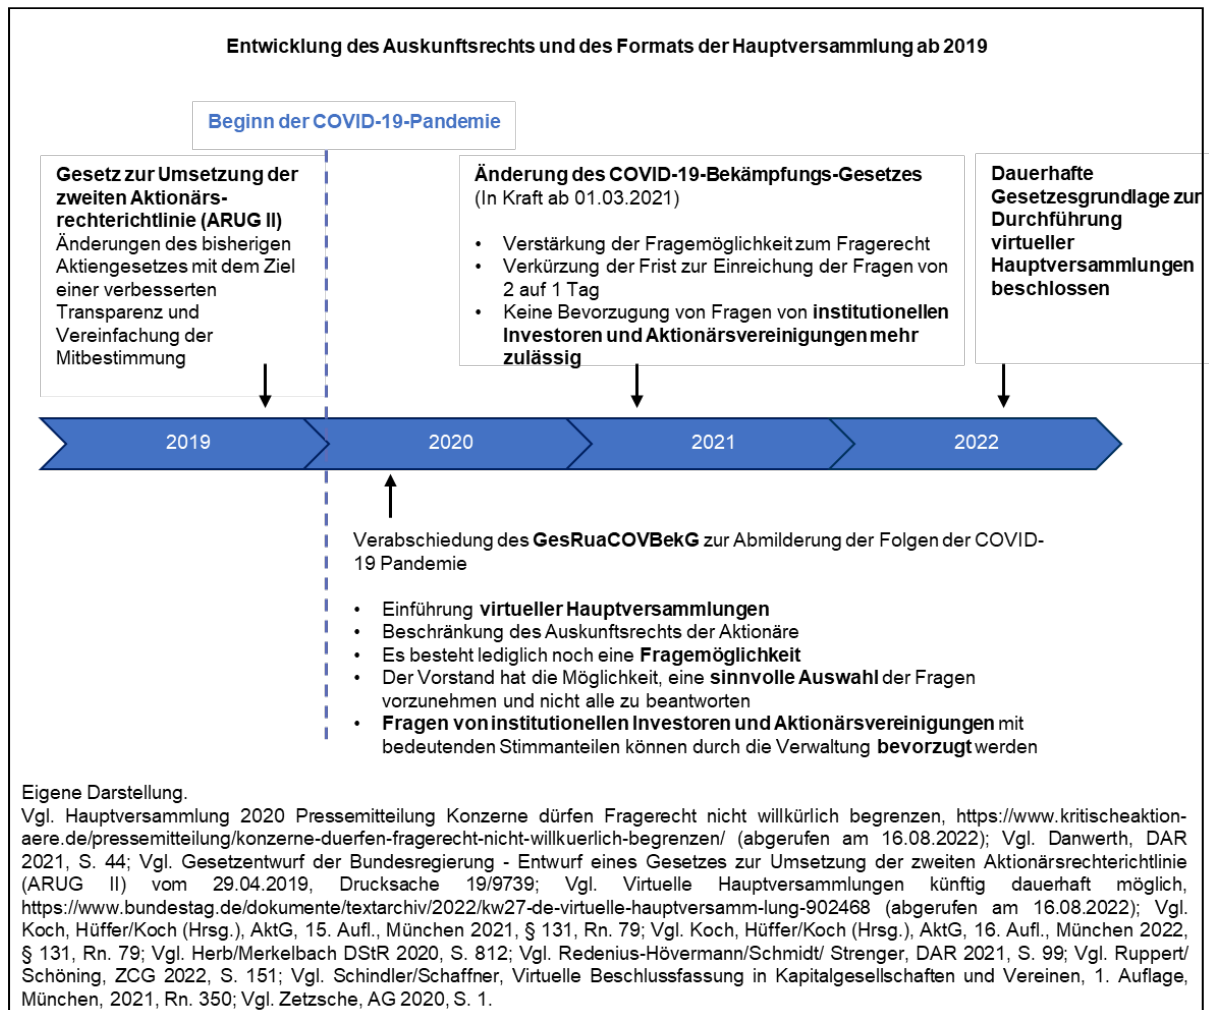 Entwicklung des Auskunftsrechts und des Formats der Hauptversammlung ab 2019
Beginn der COVID-19-Pandemie
Gesetz zur Umsetzung der
zweiten Aktionärs-
rechterichtlinie (ARUG II)
Änderungen des bisherigen
Aktiengesetzes mit dem Ziel
einer verbesserten
Transparenz und
Vereinfachung der
Mitbestimmung
Änderung des COVID-19-Bekämpfungs-Gesetzes
(In Kraft ab 01.03.2021)
• Verstärkung der Fragemöglichkeit zum Fragerecht
• Verkürzung der Frist zur Einreichung der Fragen von
2 auf 1 Tag
• Keine Bevorzugung von Fragen von institutionellen
Investoren und Aktionärsvereinigungen mehr
zulässig
Dauerhafte
Gesetzesgrundlage zur
Durchführung
virtueller
Hauptversammlungen
beschlossen
2019
2020
2021
2022
Verabschiedung des GesRuaCOVBekG zur Abmilderung der Folgen der COVID-
19 Pandemie
• Einführung virtueller Hauptversammlungen
• Beschränkung des Auskunftsrechts der Aktionäre
• Es besteht lediglich noch eine Fragemöglichkeit
• Der Vorstand hat die Möglichkeit, eine sinnvolle Auswahl der Fragen
vorzunehmen und nicht alle zu beantworten
• Fragen von institutionellen Investoren und Aktionärsvereinigungen mit
bedeutenden Stimmanteilen können durch die Verwaltung bevorzugt werden
Eigene Darstellung.
Vgl. Hauptversammlung 2020 Pressemitteilung Konzerne dürfen Fragerecht nicht willkürlich begrenzen, https://www.kritischeaktion-
aere.de/pressemitteilung/konzerne-duerfen-fragerecht-nicht-willkuerlich-begrenzen/ (abgerufen am 16.08.2022); Vgl. Danwerth, DAR
2021, S. 44; Vgl. Gesetzentwurf der Bundesregierung - Entwurf eines Gesetzes zur Umsetzung der zweiten Aktionärsrechterichtlinie
(ARUG II) vom 29.04.2019, Drucksache 19/9739; Vgl. Virtuelle Hauptversammlungen künftig dauerhaft möglich,
https://www.bundestag.de/dokumente/textarchiv/2022/kw27-de-virtuelle-hauptversamm-lung-902468 (abgerufen am 16.08.2022); Vgl.
Koch, Hüffer/Koch (Hrsg.), AktG, 15. Aufl., München 2021, § 131, Rn. 79; Vgl. Koch, Hüffer/Koch (Hrsg.), AktG, 16. Aufl., München 2022,
§ 131, Rn. 79; Vgl. Herb/Merkelbach DStR 2020, S. 812; Vgl. Redenius-Hövermann/Schmidt/ Strenger, DAR 2021, S. 99; Vgl. Ruppert/
Schöning, ZCG 2022, S. 151; Vgl. Schindler/Schaffner, Virtuelle Beschlussfassung in Kapitalgesellschaften und Vereinen, 1. Auflage,
München, 2021, Rn. 350; Vgl. Zetzsche, AG 2020, S. 1.